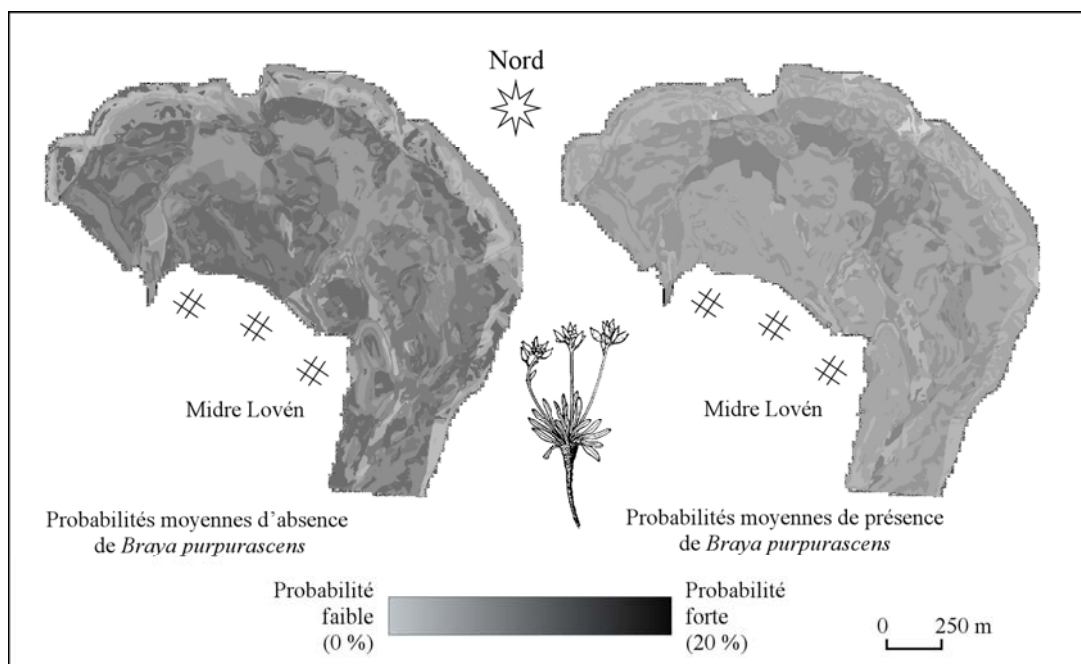 Nord
Midre Lovén
Midre Lovén
Probabilités moyennes d’absence
de Braya purpurascens
Probabilités moyennes de présence
de Braya purpurascens
Probabilité
faible
(0 %)
Probabilité
forte
(20 %)
0 250 m